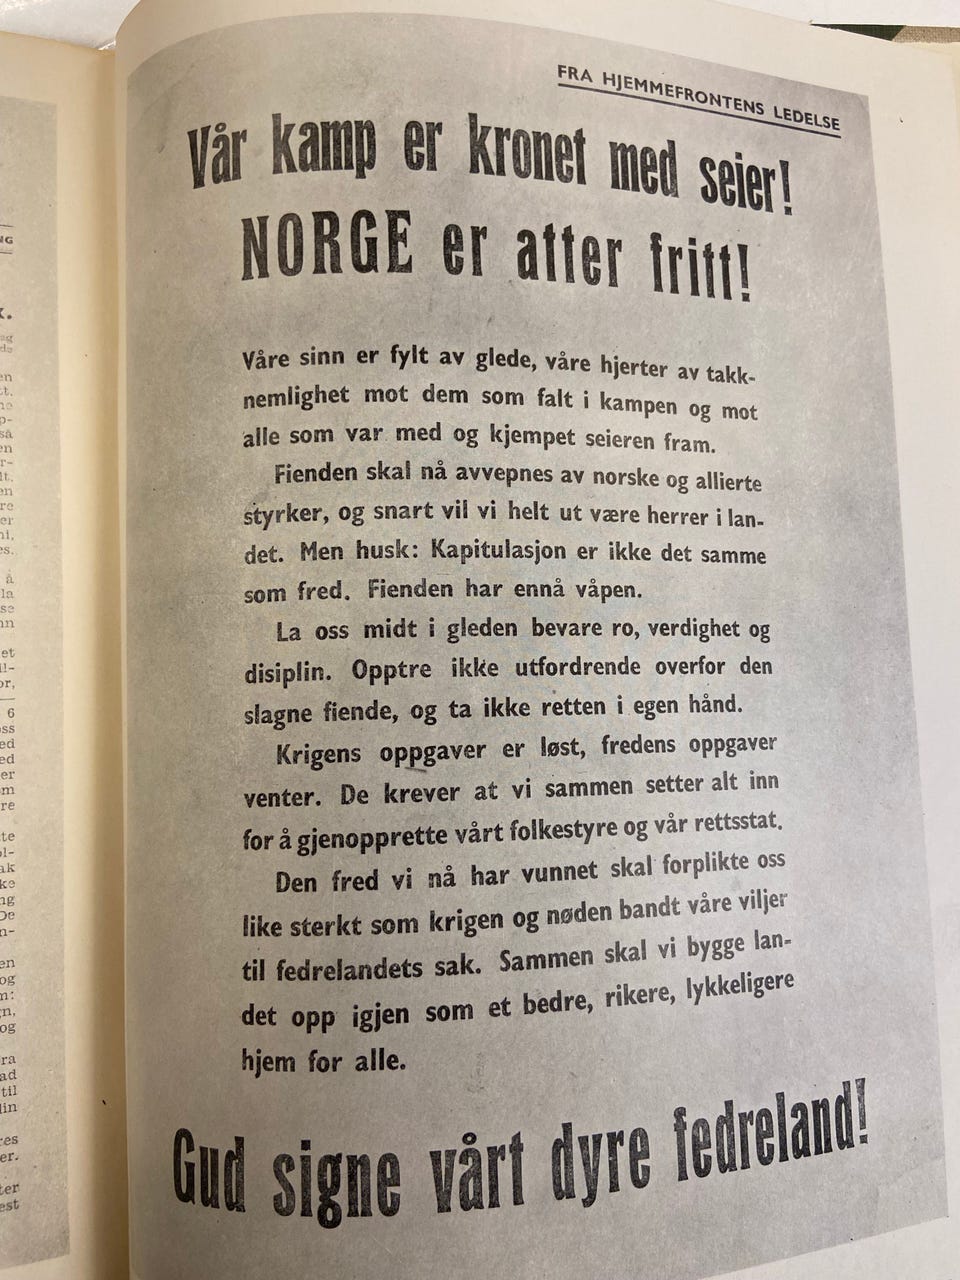 FRA HJEMMEFRONTENS LEDELSE
Vår kamp er kronet med seier!
NORGE er atter fritt!
Våre sinn er fylt av glede, våre hjerter av takk-
nemlighet mot dem som falt i kampen og mot
alle som var med og kjempet seieren fram.
Fienden skal nå avvepnes av norske og allierte
styrker, og snart vil vi helt ut være herrer i lan-
det. Men husk: Kapitulasjon er ikke det samme
som fred. Fienden har ennå våpen.
La oss midt i gleden bevare ro, verdighet og
disiplin. Opptre ikke utfordrende overfor den
slagne fiende, og ta ikke retten i egen hånd.
Krigens oppgaver er løst, fredens oppgaver
venter. De krever at vi sammen setter alt inn
for å gjenopprette vårt folkestyre og vår rettsstat.
Den fred vi nå har vunnet skal forplikte oss
like sterkt som krigen og nøden bandt våre viljer
til fedrelandets sak. Sammen skal vi bygge lan-
det opp igjen som et bedre, rikere, lykkeligere
hjem for alle.
Gud signe vårt dyre fedreland!